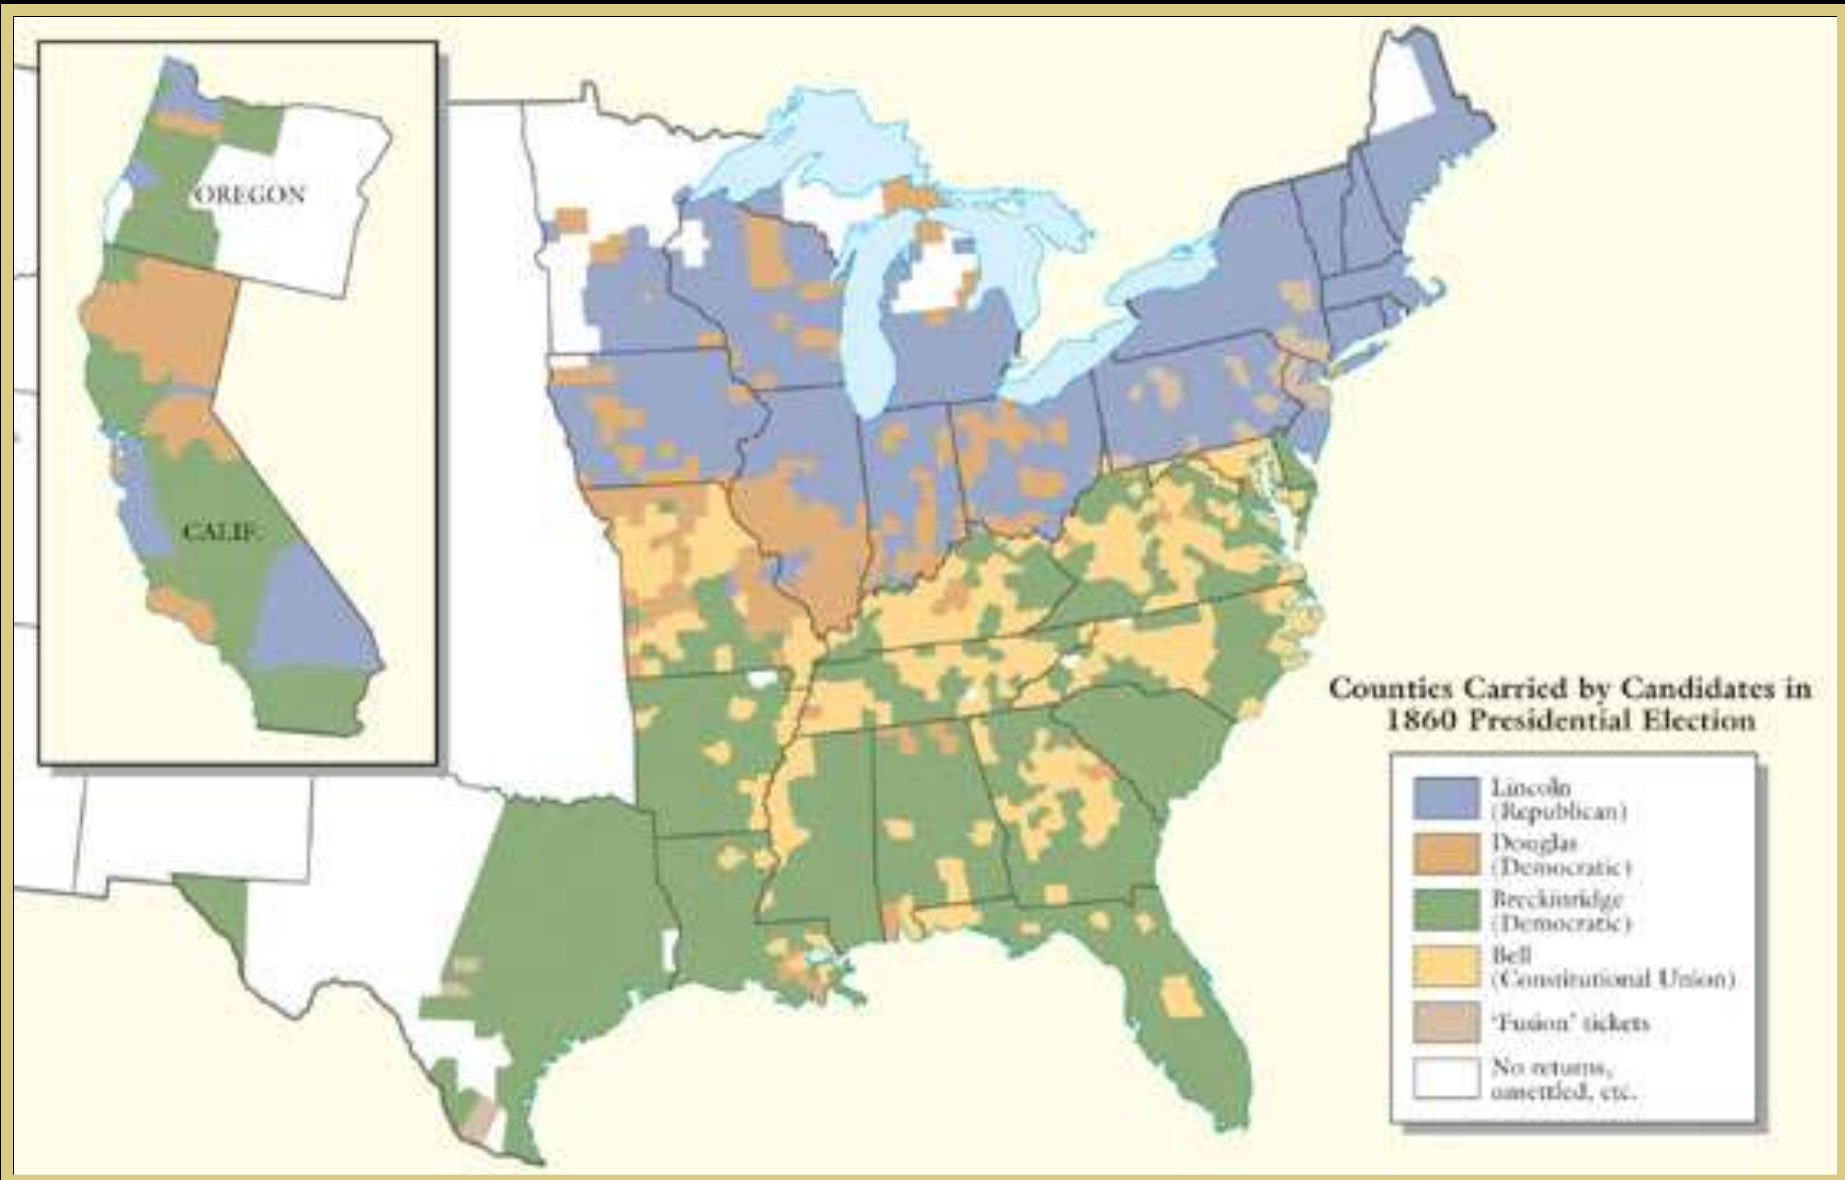 OREGON
CALIF.
Counties Carried by Candidates in
1860 Presidential Election
Lincoln
(Republican)
Douglas
(Democratic)
Breckinridge
(Democratic)
Bell
(Constitutional Union)
'Fusion' tickets
No returns,
unsettled, etc.